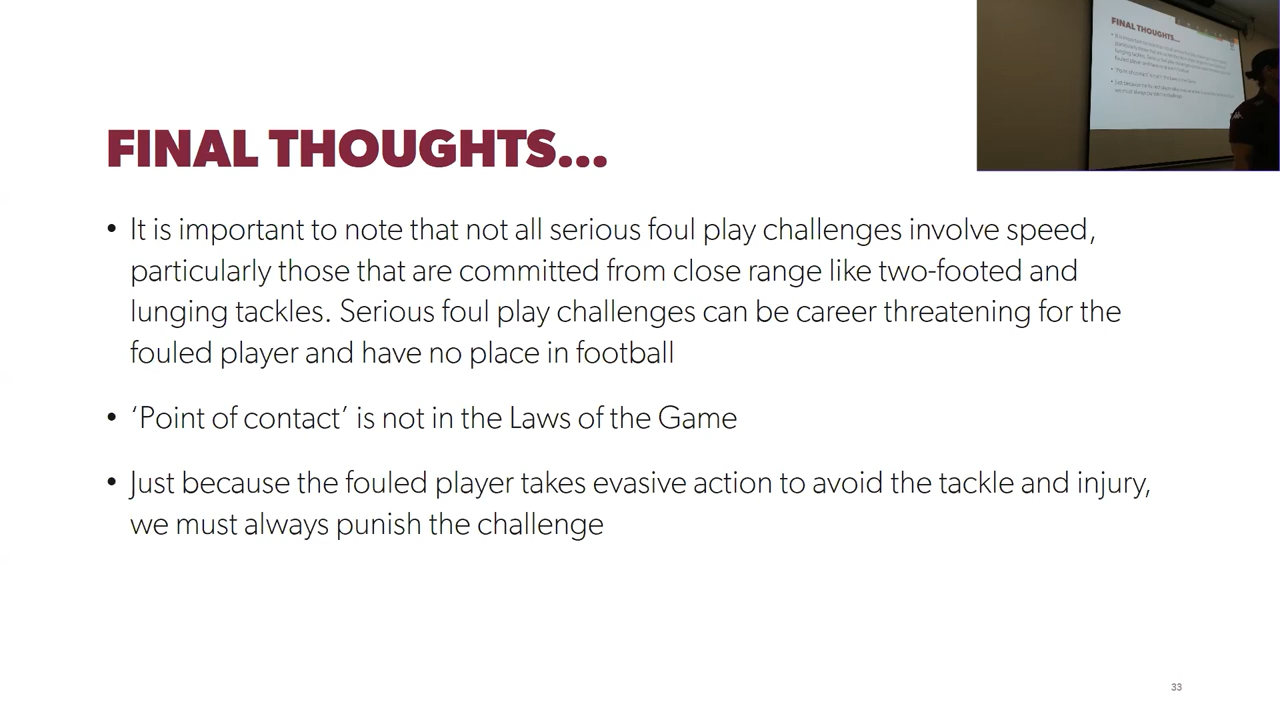 FINAL THOUGHTS...
• It is important to note that not all serious foul play challenges involve speed,
particularly those that are committed from close range like two-footed and
lunging tackles. Serious foul play challenges can be career threatening for the
fouled player and have no place in football
• ‘Point of contact’ is not in the Laws of the Game
• Just because the fouled player takes evasive action to avoid the tackle and injury,
we must always punish the challenge
33
FINAL THOUGHTS...